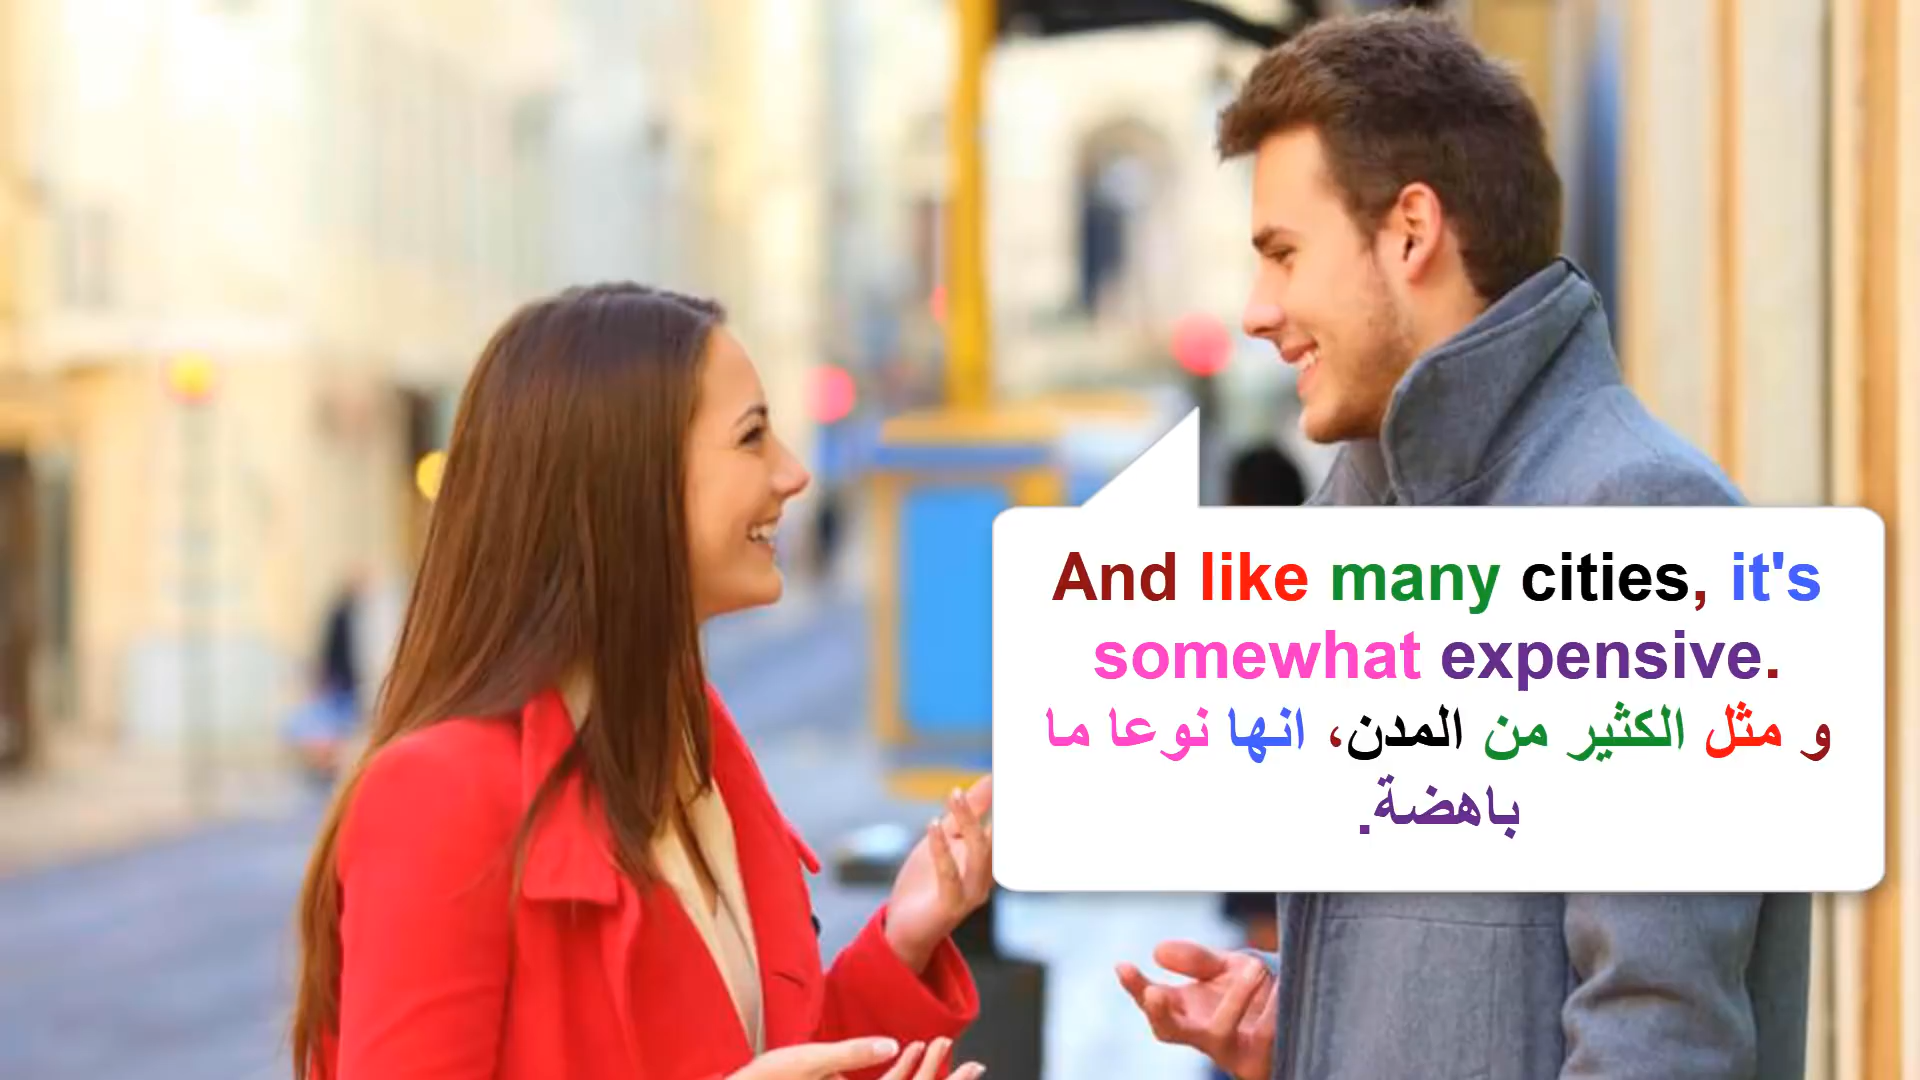 And like many cities, it's
somewhat expensive.
و مثل الكثير من المدن، انها نوعا ما
باهضة.